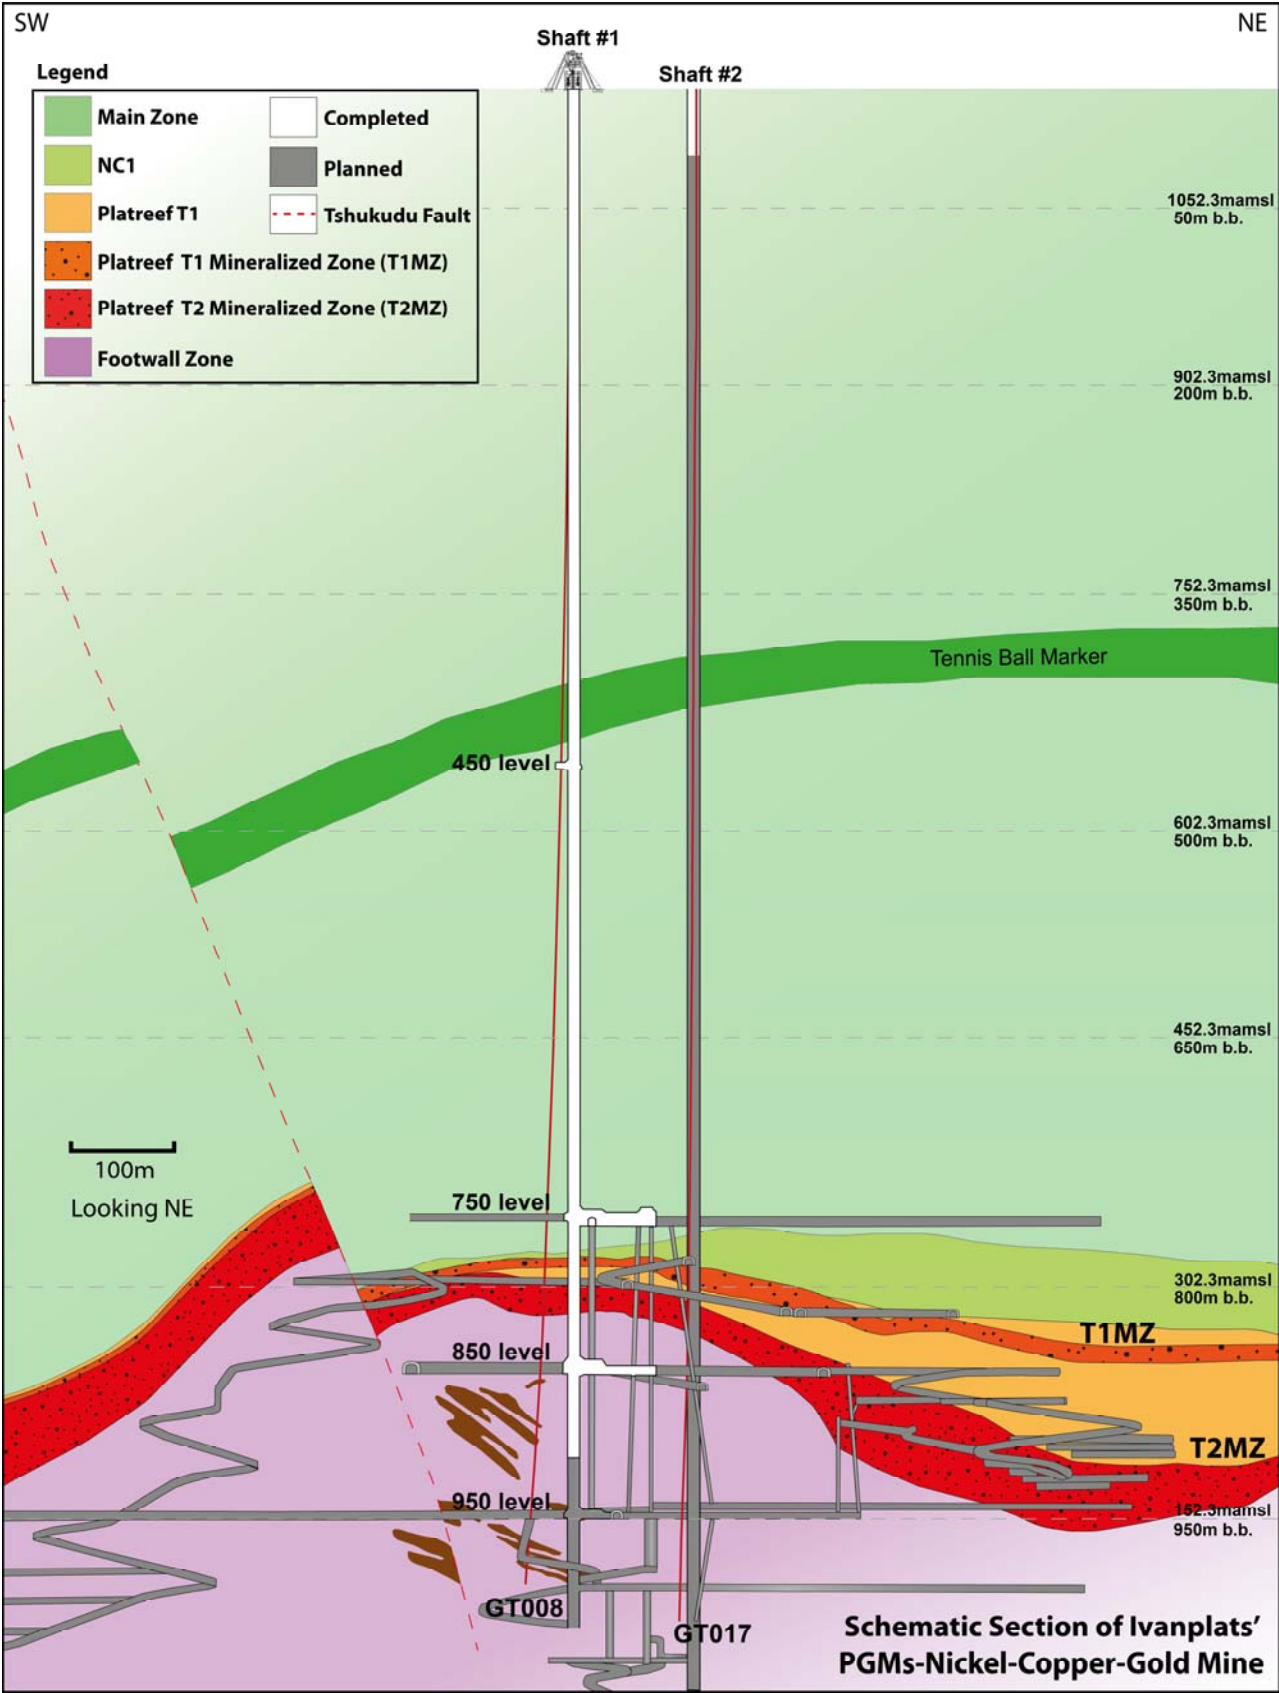 SW
NE
Shaft #1
Shaft #2
Legend
Main Zone
Completed
NC1
Planned
Platreef T1
Tshukudu Fault
Platreef T1 Mineralized Zone (T1MZ)
Platreef T2 Mineralized Zone (T2MZ)
Footwall Zone
1052.3mamsl
50m b.b.
902.3mamsl
200m b.b.
752.3mamsl
350m b.b.
Tennis Ball Marker
450 level
602.3mamsl
500m b.b.
452.3mamsl
650m b.b.
100m
Looking NE
750 level
302.3mamsl
800m b.b.
T1MZ
850 level
T2MZ
950 level
152.3mamsl
950m b.b.
GT008
GT017
Schematic Section of Ivanplats’
PGMs-Nickel-Copper-Gold Mine